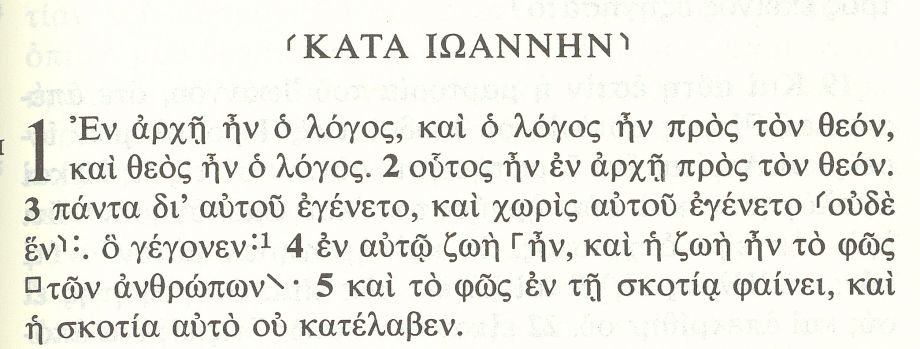 ⸂ΚΑΤΑ ΙΩΑΝΝΗΝ⸃
1 Ἐν ἀρχῇ ἦν ὁ λόγος, καὶ ὁ λόγος ἦν πρὸς τὸν θεόν,
καὶ θεὸς ἦν ὁ λόγος. 2 οὗτος ἦν ἐν ἀρχῇ πρὸς τὸν θεόν.
3 πάντα δι’ αὐτοῦ ἐγένετο, καὶ χωρὶς αὐτοῦ ἐγένετο ⸂οὐδὲ
ἕν⸃:. ὃ γέγονεν:¹ 4 ἐν αὐτῷ ζωὴ ⸀ἦν, καὶ ἡ ζωὴ ἦν τὸ φῶς
⸋τῶν ἀνθρώπων⸌· 5 καὶ τὸ φῶς ἐν τῇ σκοτίᾳ φαίνει, καὶ
ἡ σκοτία αὐτὸ οὐ κατέλαβεν.